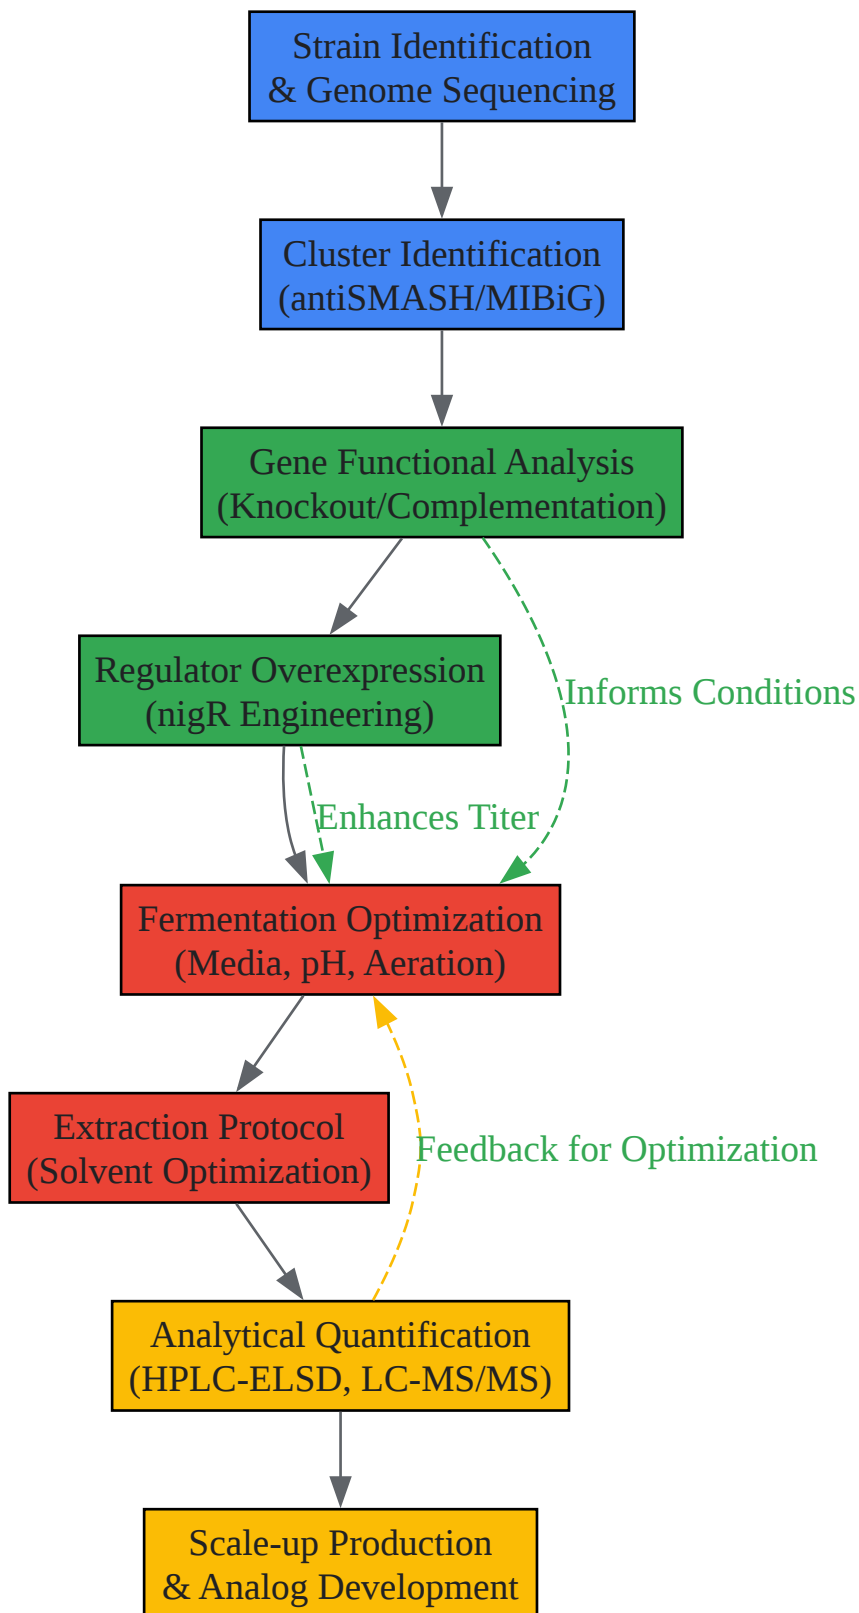 Strain Identification
& Genome Sequencing
Cluster Identification
(antiSMASH/MIBiG)
Gene Functional Analysis
(Knockout/Complementation)
Regulator Overexpression
(nigR Engineering)
Informs Conditions
Enhances Titer
Fermentation Optimization
(Media, pH, Aeration)
Extraction Protocol
(Solvent Optimization)
Feedback for Optimization
Analytical Quantification
(HPLC-ELSD, LC-MS/MS)
Scale-up Production
& Analog Development